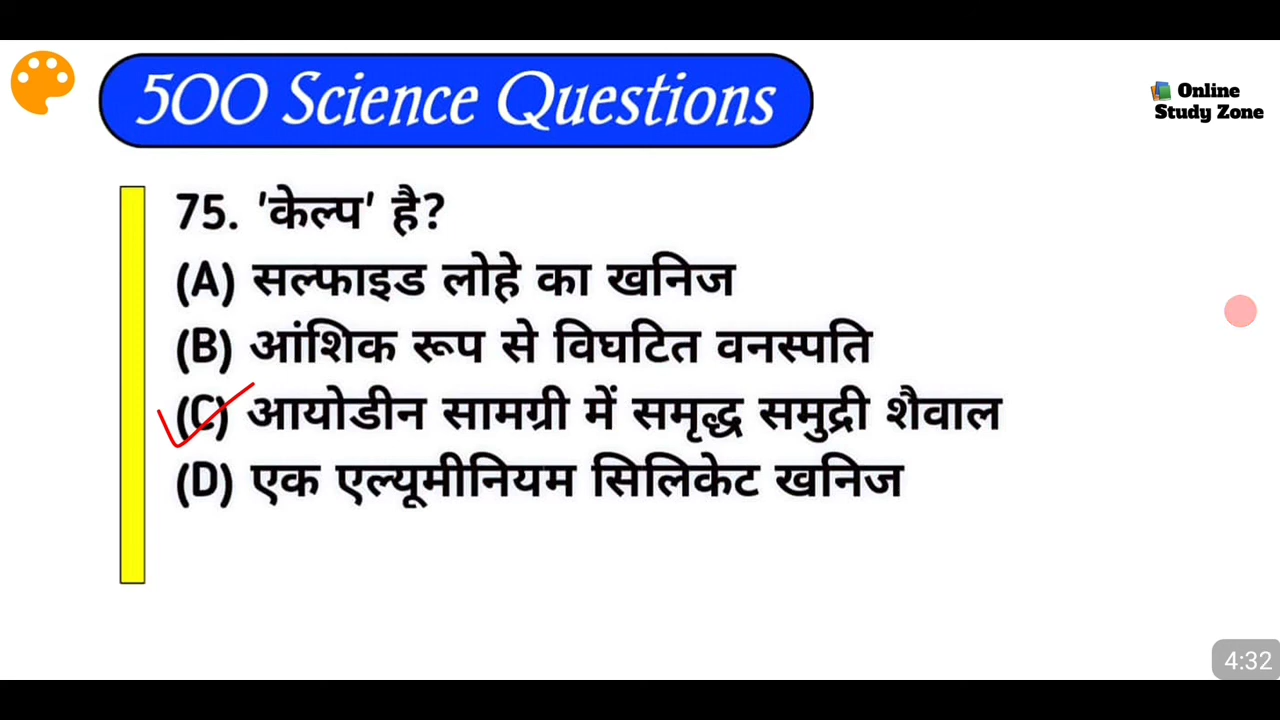 500 Science Questions
Online
Study Zone
75. 'केल्प' है?
(A) सल्फाइड लोहे का खनिज
(B) आंशिक रूप से विघटित वनस्पति
(C) आयोडीन सामग्री में समृद्ध समुद्री शैवाल
(D) एक एल्यूमीनियम सिलिकेट खनिज
4:32